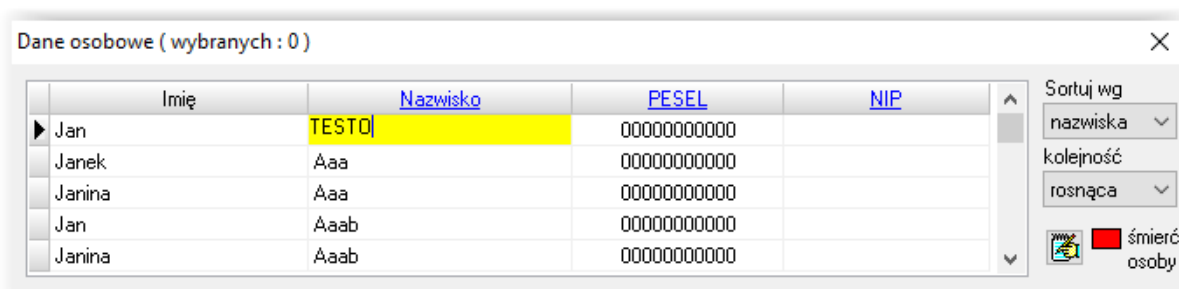 Dane osobowe ( wybranych : 0 )
Imię Nazwisko PESEL NIP
Jan TESTO 00000000000
Janek Aaa 00000000000
Janina Aaa 00000000000
Jan Aaab 00000000000
Janina Aaab 00000000000
Sortuj wg
nazwiska
kolejność
rosnąca
śmierć
osoby